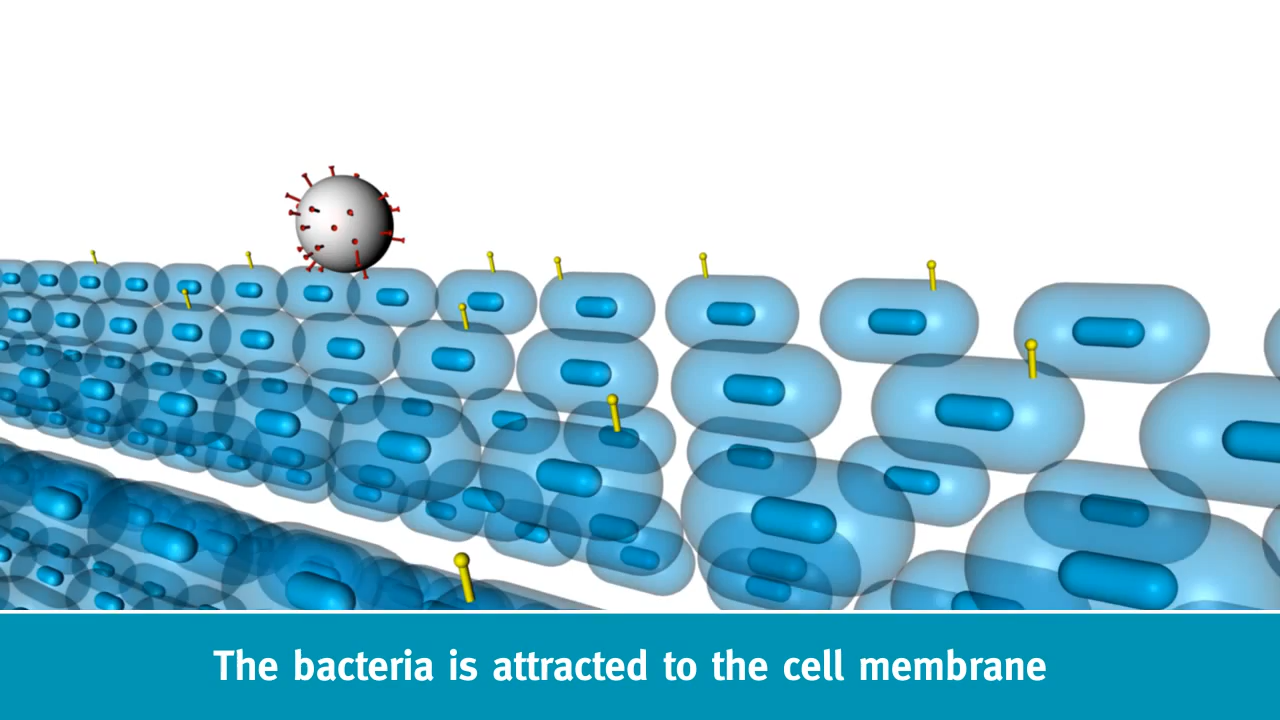 The bacteria is attracted to the cell membrane